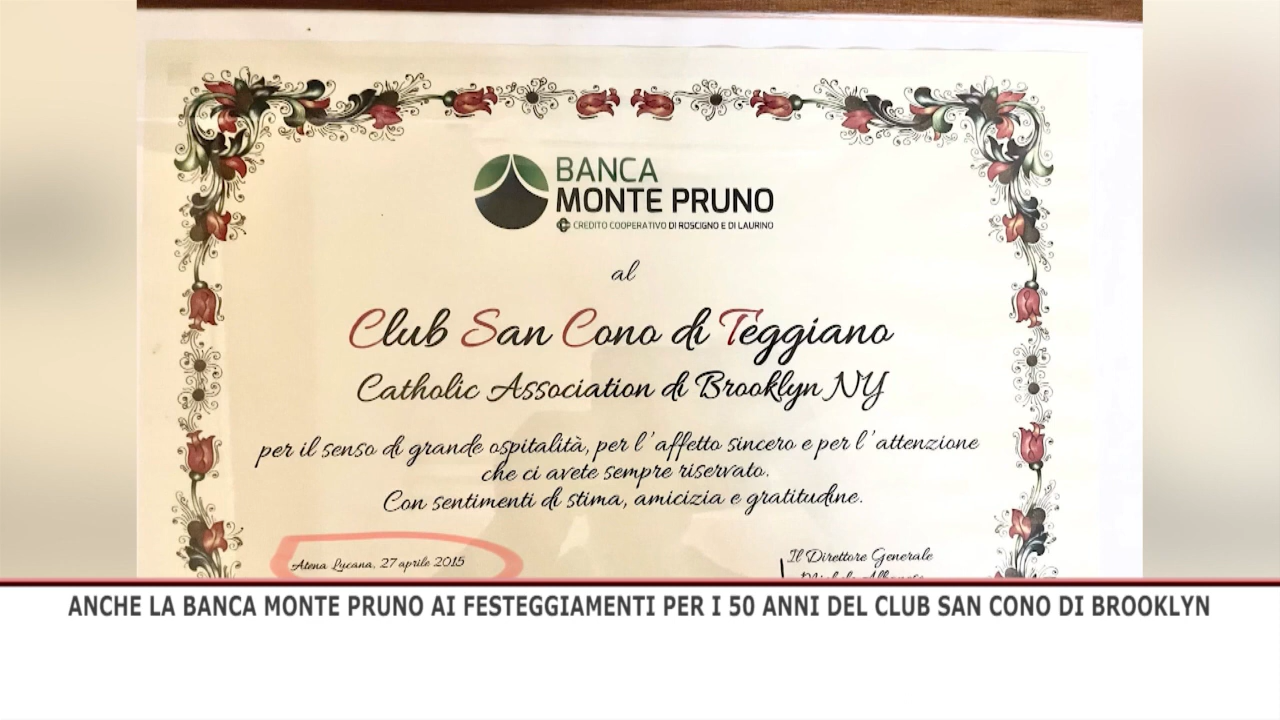 BANCA
MONTE PRUNO
CREDITO COOPERATIVO DI ROSCIGNO E DI LAURINO
al
Club San Cono di Teggiano
Catholic Association di Brooklyn NY
per il senso di grande ospitalità, per l'affetto sincero e per l'attenzione
che ci avete sempre riservato.
Con sentimenti di stima, amicizia e gratitudine.
Atena Lucana, 27 aprile 2015
Il Direttore Generale
ANCHE LA BANCA MONTE PRUNO AI FESTEGGIAMENTI PER I 50 ANNI DEL CLUB SAN CONO DI BROOKLYN